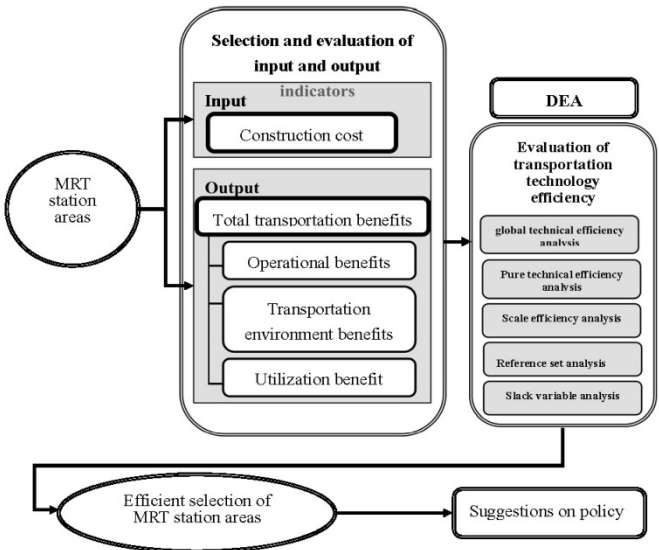 Selection and evaluation of
input and output
indicators
Input
Construction cost
MRT
station
areas
Output
Total transportation benefits
Operational benefits
Transportation
environment benefits
Utilization benefit
DEA
Evaluation of
transportation
technology
efficiency
global technical efficiency
analysis
Pure technical efficiency
analysis
Scale efficiency analysis
Reference set analysis
Slack variable analysis
Efficient selection of
MRT station areas
Suggestions on policy